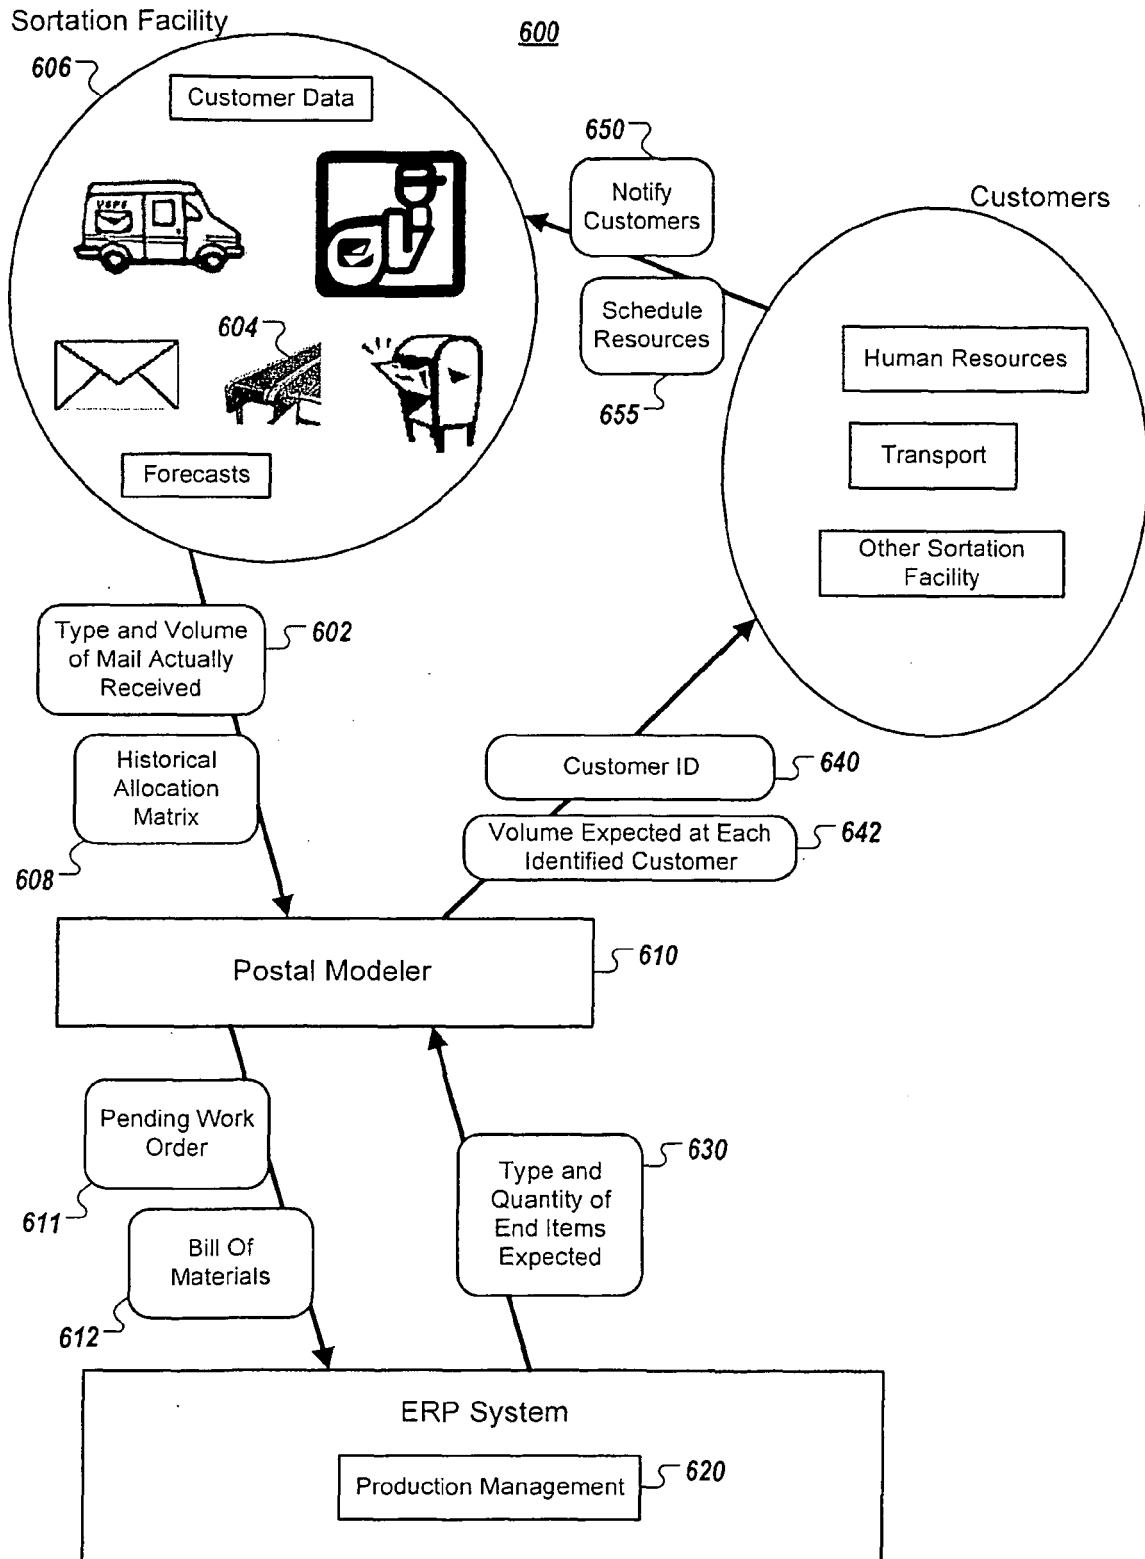 Sortation Facility
600
606
Customer Data
USPS
650
Notify
Customers
Customers
604
Schedule
Resources
655
Human Resources
Transport
Other Sortation
Facility
Forecasts
Type and Volume
of Mail Actually
Received
602
Historical
Allocation
Matrix
608
Customer ID
640
Volume Expected at Each
Identified Customer
642
Postal Modeler
610
Pending Work
Order
611
Bill Of
Materials
612
Type and
Quantity of
End Items
Expected
630
ERP System
Production Management
620